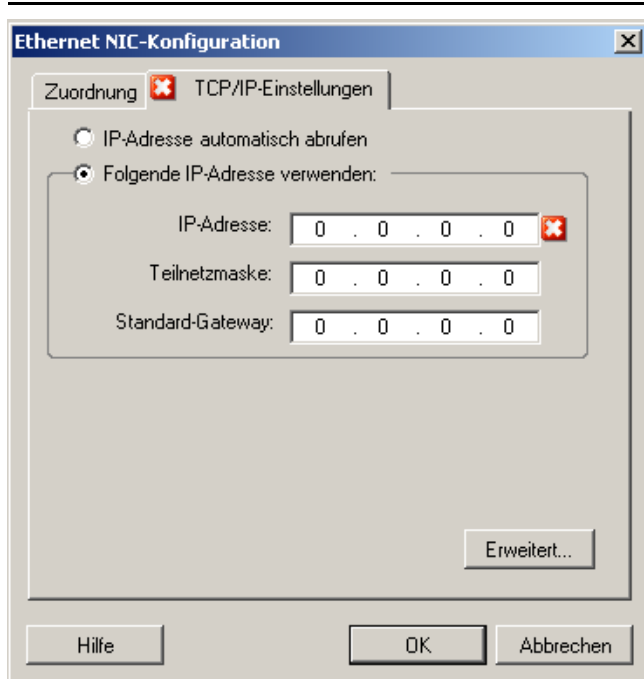 Ethernet NIC-Konfiguration
Zuordnung TCP/IP-Einstellungen
IP-Adresse automatisch abrufen
Folgende IP-Adresse verwenden:
IP-Adresse: 0 . 0 . 0 . 0
Teilnetzmaske: 0 . 0 . 0 . 0
Standard-Gateway: 0 . 0 . 0 . 0
Erweitert...
Hilfe OK Abbrechen